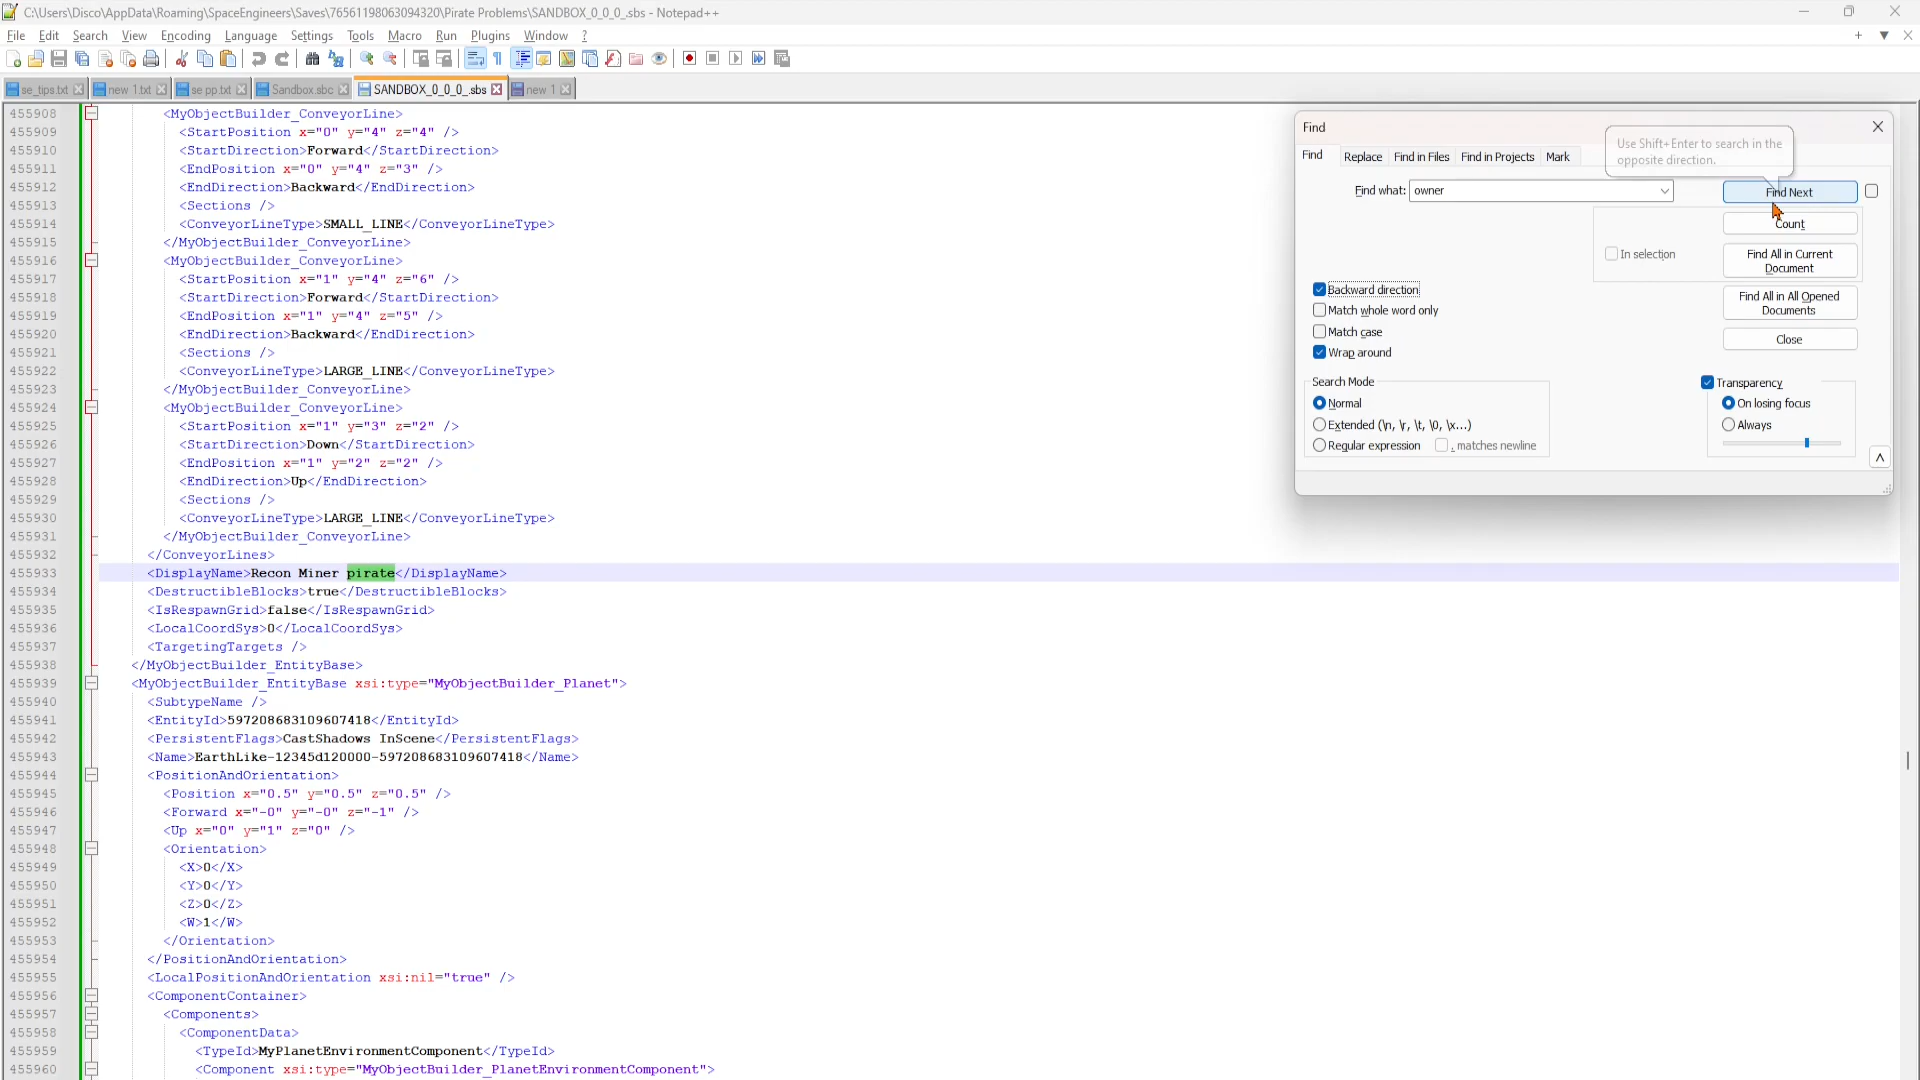 C:\Users\Disco\AppData\Roaming\SpaceEngineers\Saves\76561198063094320\Pirate Problems\SANDBOX_0_0_0_.sbs - Notepad++
File Edit Search View Encoding Language Settings Tools Macro Run Plugins Window ?
se_tips.txt new 1.txt se pp.txt Sandbox.sbc SANDBOX_0_0_0_.sbs new 1
455908 <MyObjectBuilder_ConveyorLine>
455909 <StartPosition x="0" y="4" z="4" />
455910 <StartDirection>Forward</StartDirection>
455911 <EndPosition x="0" y="4" z="3" />
455912 <EndDirection>Backward</EndDirection>
455913 <Sections />
455914 <ConveyorLineType>SMALL_LINE</ConveyorLineType>
455915 </MyObjectBuilder_ConveyorLine>
455916 <MyObjectBuilder_ConveyorLine>
455917 <StartPosition x="1" y="4" z="6" />
455918 <StartDirection>Forward</StartDirection>
455919 <EndPosition x="1" y="4" z="5" />
455920 <EndDirection>Backward</EndDirection>
455921 <Sections />
455922 <ConveyorLineType>LARGE_LINE</ConveyorLineType>
455923 </MyObjectBuilder_ConveyorLine>
455924 <MyObjectBuilder_ConveyorLine>
455925 <StartPosition x="1" y="3" z="2" />
455926 <StartDirection>Down</StartDirection>
455927 <EndPosition x="1" y="2" z="2" />
455928 <EndDirection>Up</EndDirection>
455929 <Sections />
455930 <ConveyorLineType>LARGE_LINE</ConveyorLineType>
455931 </MyObjectBuilder_ConveyorLine>
455932 </ConveyorLines>
455933 <DisplayName>Recon Miner pirate</DisplayName>
455934 <DestructibleBlocks>true</DestructibleBlocks>
455935 <IsRespawnGrid>false</IsRespawnGrid>
455936 <LocalCoordSys>0</LocalCoordSys>
455937 <TargetingTargets />
455938 </MyObjectBuilder_EntityBase>
455939 <MyObjectBuilder_EntityBase xsi:type="MyObjectBuilder_Planet">
455940 <SubtypeName />
455941 <EntityId>597208683109607418</EntityId>
455942 <PersistentFlags>CastShadows InScene</PersistentFlags>
455943 <Name>EarthLike-12345d120000-597208683109607418</Name>
455944 <PositionAndOrientation>
455945 <Position x="0.5" y="0.5" z="0.5" />
455946 <Forward x="-0" y="-0" z="-1" />
455947 <Up x="0" y="1" z="0" />
455948 <Orientation>
455949 <X>0</X>
455950 <Y>0</Y>
455951 <Z>0</Z>
455952 <W>1</W>
455953 </Orientation>
455954 </PositionAndOrientation>
455955 <LocalPositionAndOrientation xsi:nil="true" />
455956 <ComponentContainer>
455957 <Components>
455958 <ComponentData>
455959 <TypeId>MyPlanetEnvironmentComponent</TypeId>
455960 <Component xsi:type="MyObjectBuilder_PlanetEnvironmentComponent">
Find
Find Replace Find in Files Find in Projects Mark
Use Shift+Enter to search in the
opposite direction.
Find what: owner
Find Next
Count
In selection
Find All in Current
Document
Backward direction
Find All in All Opened
Documents
Match whole word only
Match case
Close
Wrap around
Search Mode
Transparency
Normal
On losing focus
Extended (\n, \r, \t, \0, \x...)
Always
Regular expression
. matches newline